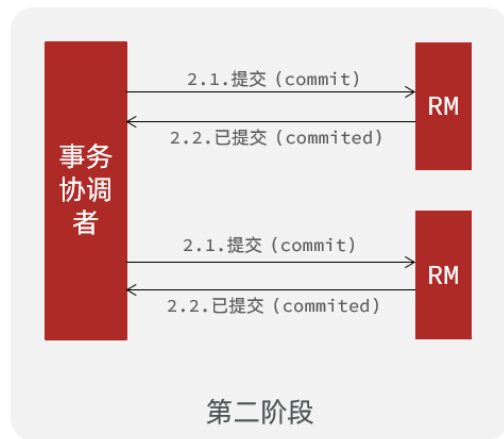 2.1.提交 (commit)
RM
2.2.已提交 (commited)
事务
协调
者
2.1.提交 (commit)
RM
2.2.已提交 (commited)
第二阶段